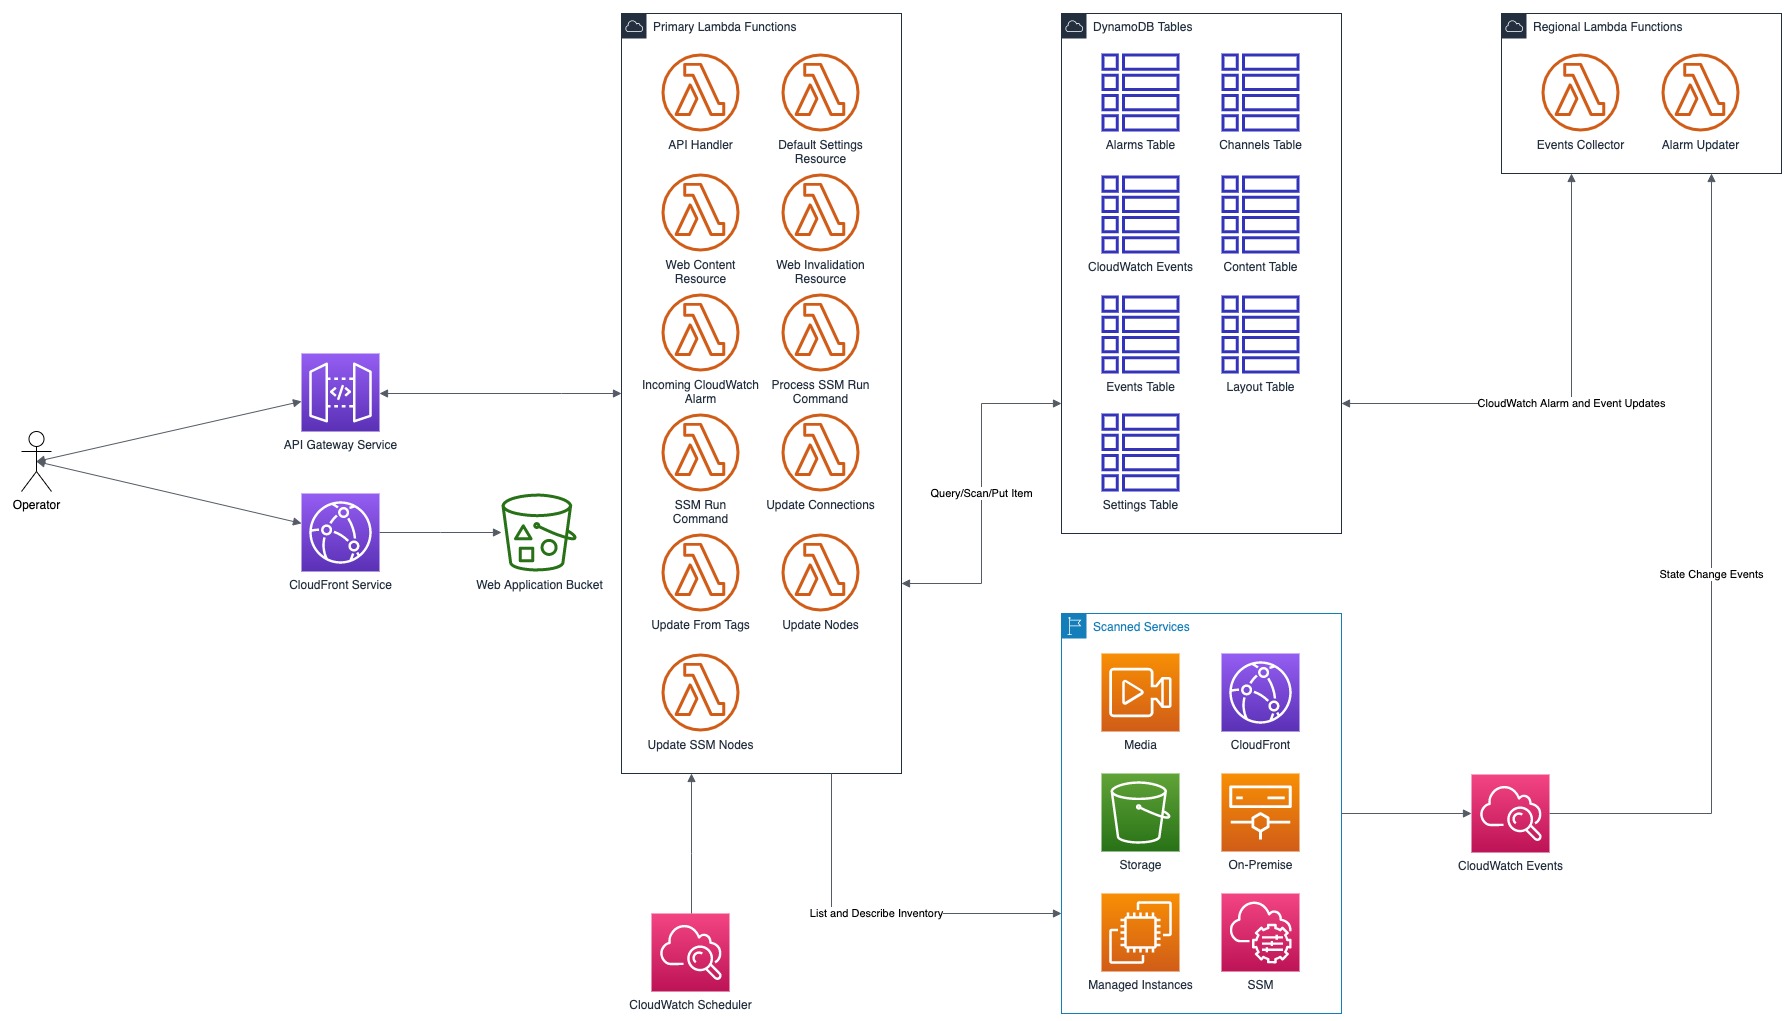 Primary Lambda Functions
API Handler
Default Settings
Resource
Web Content
Resource
Web Invalidation
Resource
Incoming CloudWatch
Alarm
Process SSM Run
Command
SSM Run
Command
Update Connections
Update From Tags
Update Nodes
Update SSM Nodes
DynamoDB Tables
Alarms Table
Channels Table
CloudWatch Events
Content Table
Events Table
Layout Table
Settings Table
Regional Lambda Functions
Events Collector
Alarm Updater
API Gateway Service
Operator
CloudFront Service
Web Application Bucket
Query/Scan/Put Item
CloudWatch Alarm and Event Updates
State Change Events
Scanned Services
Media
CloudFront
Storage
On-Premise
Managed Instances
SSM
CloudWatch Events
List and Describe Inventory
CloudWatch Scheduler